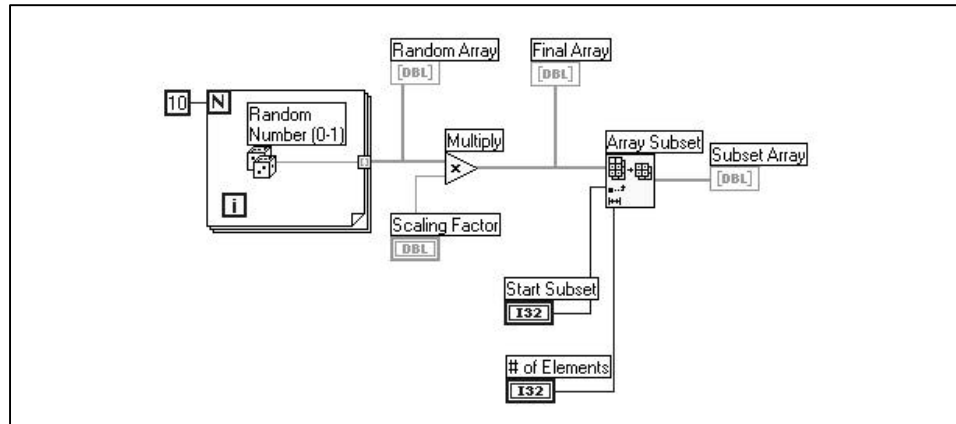 Random Array
[DBL]
Final Array
[DBL]
10
N
Random
Number (0-1)
Multiply
x
Array Subset
Subset Array
[DBL]
i
Scaling Factor
DBL
Start Subset
I32
# of Elements
I32